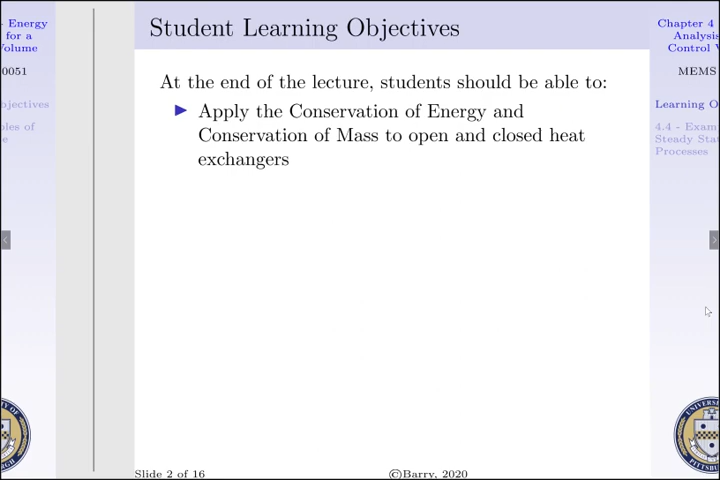 Energy
for a
Volume
0051
bjectives
ples of
e
Student Learning Objectives
At the end of the lecture, students should be able to:
Apply the Conservation of Energy and
Conservation of Mass to open and closed heat
exchangers
Slide 2 of 16
©Barry, 2020
Chapter 4
Analysis
Control V
MEMS
Learning O
4.4 - Exam
Steady Sta
Processes